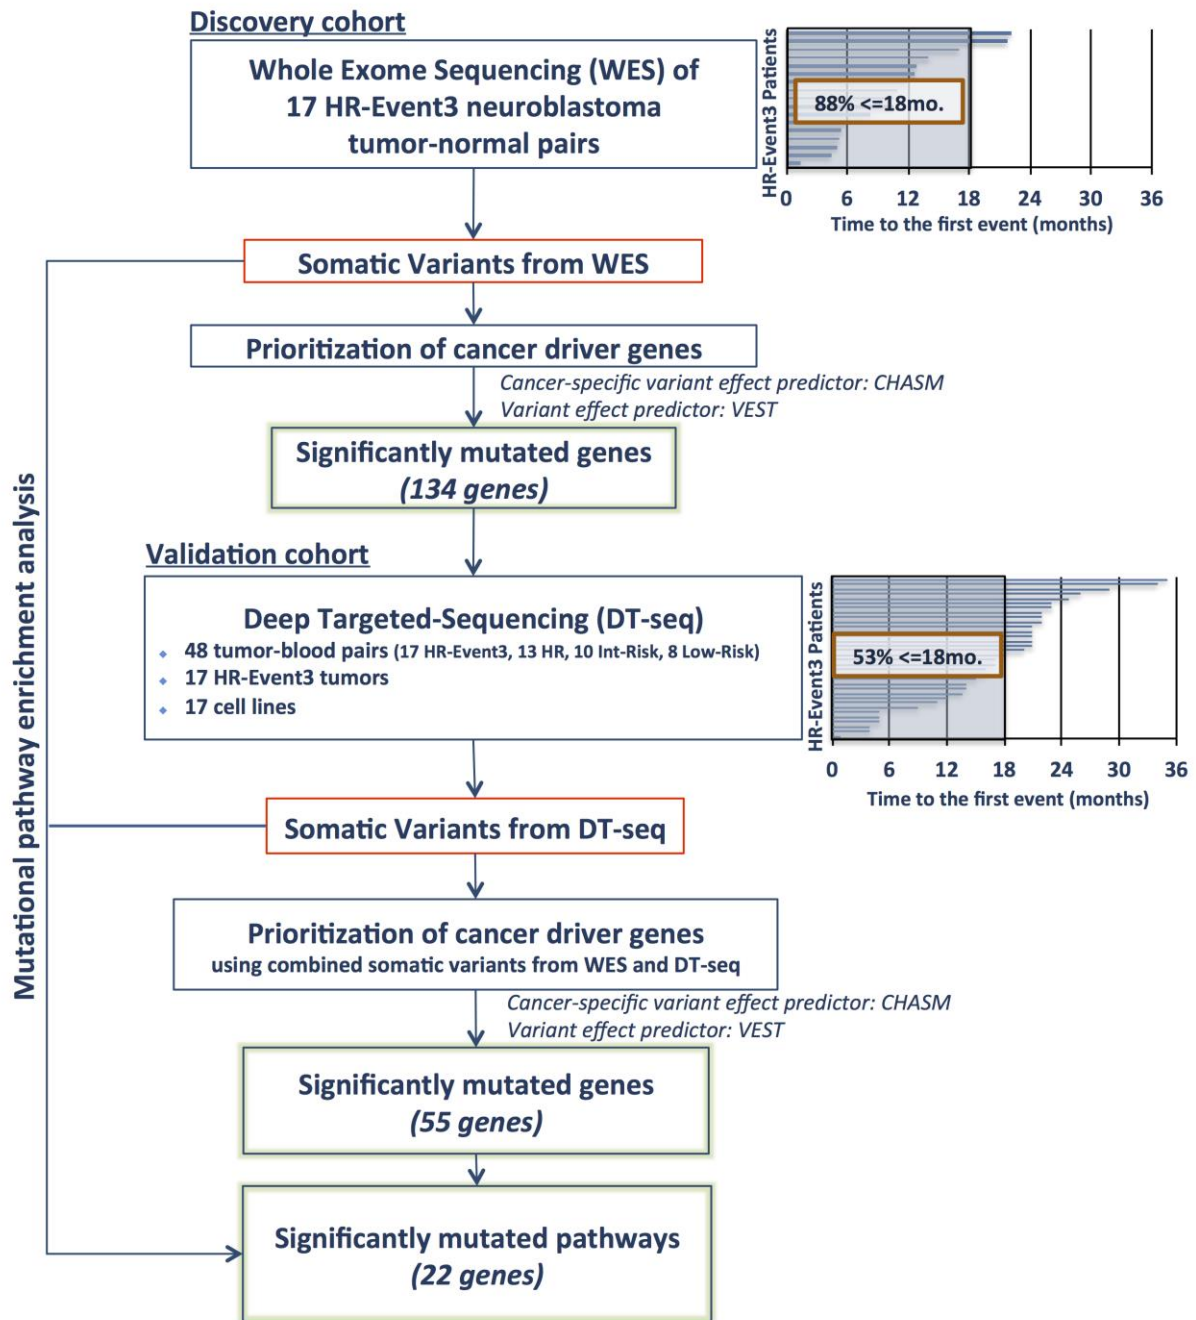 Discovery cohort
Whole Exome Sequencing (WES) of
17 HR-Event3 neuroblastoma
tumor-normal pairs
HR-Event3 Patients
88% <=18mo.
0 6 12 18 24 30 36
Time to the first event (months)
Somatic Variants from WES
Prioritization of cancer driver genes
Cancer-specific variant effect predictor: CHASM
Variant effect predictor: VEST
Significantly mutated genes
(134 genes)
Mutational pathway enrichment analysis
Validation cohort
Deep Targeted-Sequencing (DT-seq)
48 tumor-blood pairs (17 HR-Event3, 13 HR, 10 Int-Risk, 8 Low-Risk)
17 HR-Event3 tumors
17 cell lines
HR-Event3 Patients
53% <=18mo.
0 6 12 18 24 30 36
Time to the first event (months)
Somatic Variants from DT-seq
Prioritization of cancer driver genes
using combined somatic variants from WES and DT-seq
Cancer-specific variant effect predictor: CHASM
Variant effect predictor: VEST
Significantly mutated genes
(55 genes)
Significantly mutated pathways
(22 genes)